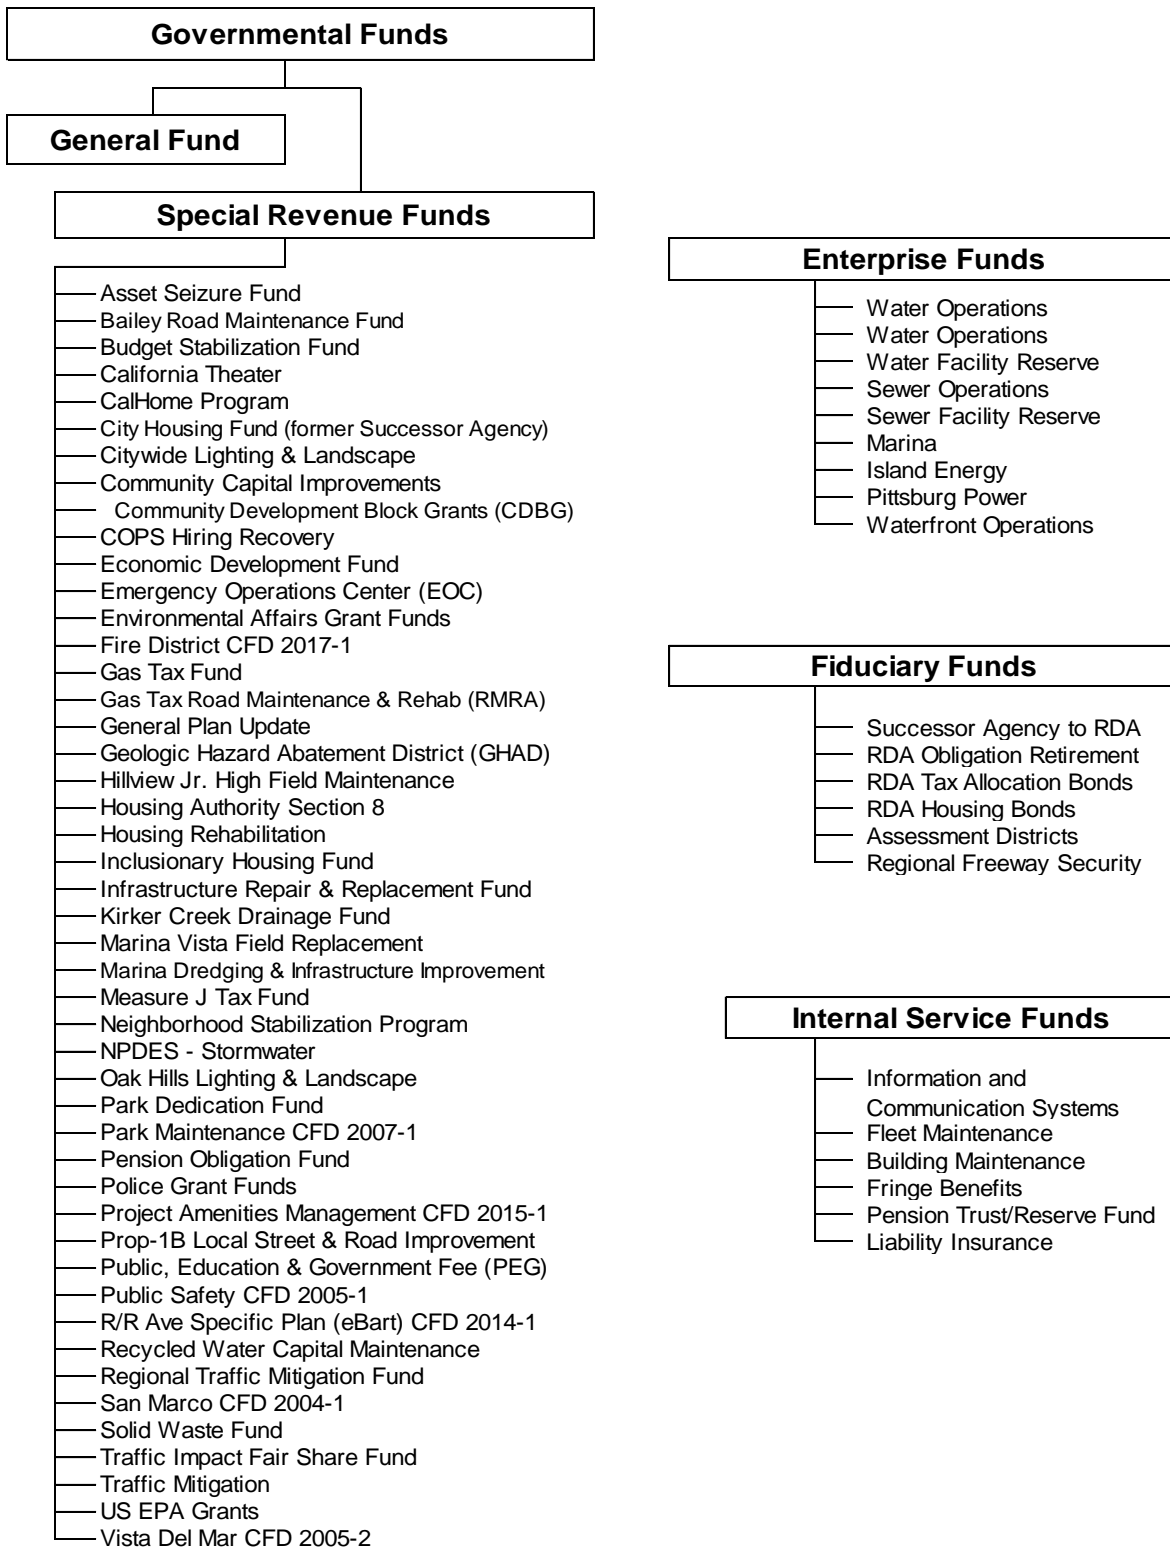 Governmental Funds
General Fund
Special Revenue Funds
Asset Seizure Fund
Bailey Road Maintenance Fund
Budget Stabilization Fund
California Theater
CalHome Program
City Housing Fund (former Successor Agency)
Citywide Lighting & Landscape
Community Capital Improvements
Community Development Block Grants (CDBG)
COPS Hiring Recovery
Economic Development Fund
Emergency Operations Center (EOC)
Environmental Affairs Grant Funds
Fire District CFD 2017-1
Gas Tax Fund
Gas Tax Road Maintenance & Rehab (RMRA)
General Plan Update
Geologic Hazard Abatement District (GHAD)
Hillview Jr. High Field Maintenance
Housing Authority Section 8
Housing Rehabilitation
Inclusionary Housing Fund
Infrastructure Repair & Replacement Fund
Kirker Creek Drainage Fund
Marina Vista Field Replacement
Marina Dredging & Infrastructure Improvement
Measure J Tax Fund
Neighborhood Stabilization Program
NPDES - Stormwater
Oak Hills Lighting & Landscape
Park Dedication Fund
Park Maintenance CFD 2007-1
Pension Obligation Fund
Police Grant Funds
Project Amenities Management CFD 2015-1
Prop-1B Local Street & Road Improvement
Public, Education & Government Fee (PEG)
Public Safety CFD 2005-1
R/R Ave Specific Plan (eBart) CFD 2014-1
Recycled Water Capital Maintenance
Regional Traffic Mitigation Fund
San Marco CFD 2004-1
Solid Waste Fund
Traffic Impact Fair Share Fund
Traffic Mitigation
US EPA Grants
Vista Del Mar CFD 2005-2
Enterprise Funds
Water Operations
Water Operations
Water Facility Reserve
Sewer Operations
Sewer Facility Reserve
Marina
Island Energy
Pittsburg Power
Waterfront Operations
Fiduciary Funds
Successor Agency to RDA
RDA Obligation Retirement
RDA Tax Allocation Bonds
RDA Housing Bonds
Assessment Districts
Regional Freeway Security
Internal Service Funds
Information and
Communication Systems
Fleet Maintenance
Building Maintenance
Fringe Benefits
Pension Trust/Reserve Fund
Liability Insurance